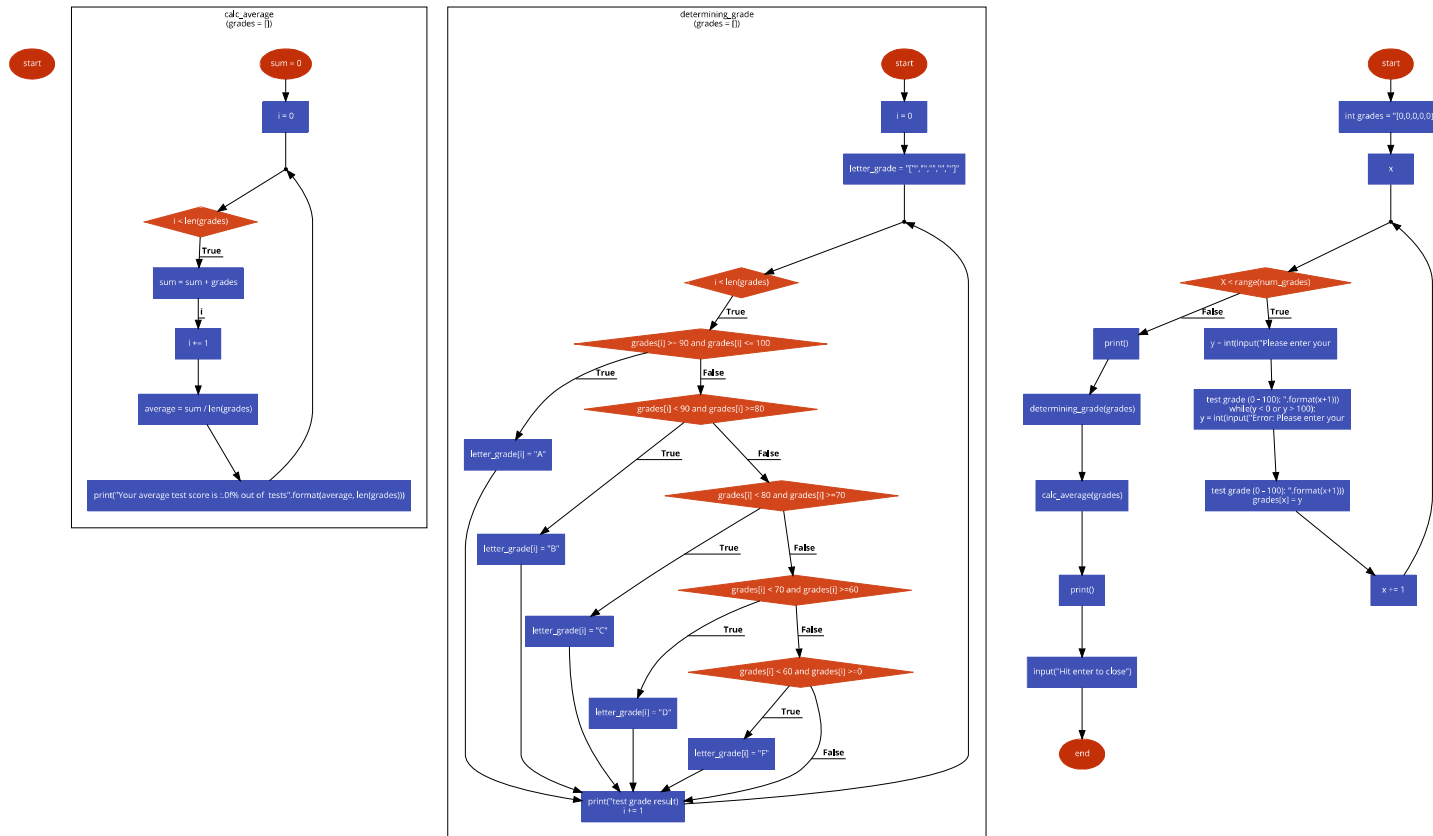 start
calc_average
(grades = [])
sum = 0
i = 0
i < len(grades)
True
sum = sum + grades
i
i += 1
average = sum / len(grades)
print("Your average test score is :.0f% out of  tests".format(average, len(grades)))
determining_grade
(grades = [])
start
i = 0
letter_grade = "["","","","",""]"
i < len(grades)
True
grades[i] >= 90 and grades[i] <= 100
True
False
grades[i] < 90 and grades[i] >=80
letter_grade[i] = "A"
True
False
grades[i] < 80 and grades[i] >=70
letter_grade[i] = "B"
True
False
grades[i] < 70 and grades[i] >=60
letter_grade[i] = "C"
True
False
grades[i] < 60 and grades[i] >=0
letter_grade[i] = "D"
True
letter_grade[i] = "F"
False
print("test grade result)
i += 1
start
int grades = "[0,0,0,0,0]
x
X < range(num_grades)
False
True
print()
y = int(input("Please enter your
determining_grade(grades)
test grade (0 – 100): ".format(x+1)))
while(y < 0 or y > 100):
y = int(input("Error: Please enter your
calc_average(grades)
test grade (0 – 100): ".format(x+1)))
grades[x] = y
print()
x += 1
input("Hit enter to close")
end